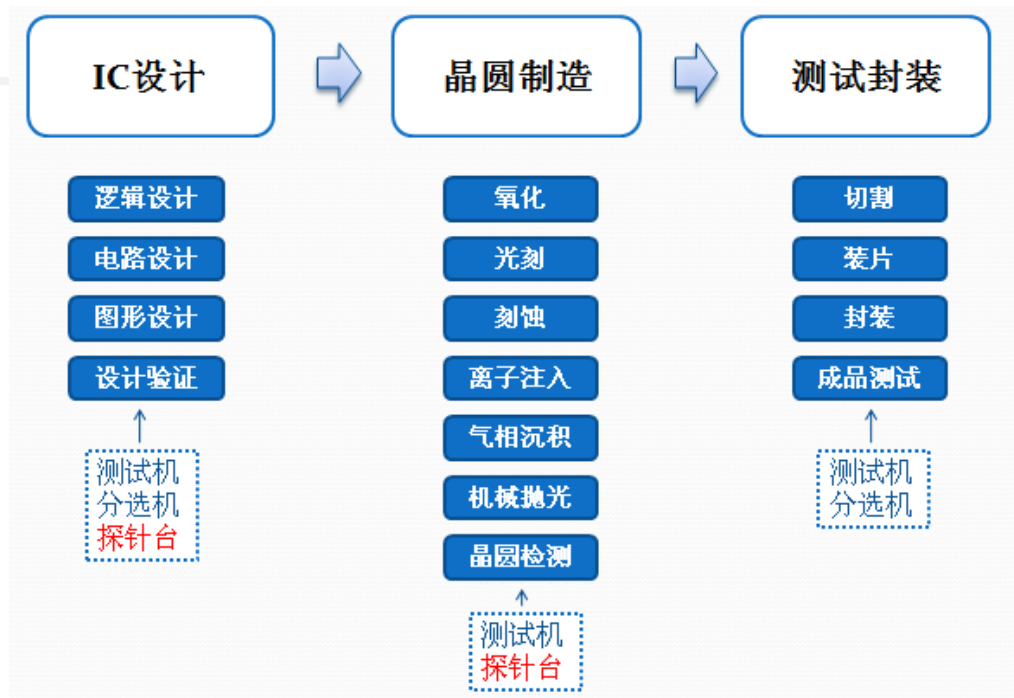 IC设计
晶圆制造
测试封装
逻辑设计
电路设计
图形设计
设计验证
测试机
分选机
探针台
氧化
光刻
刻蚀
离子注入
气相沉积
机械抛光
晶圆检测
测试机
探针台
切割
装片
封装
成品测试
测试机
分选机